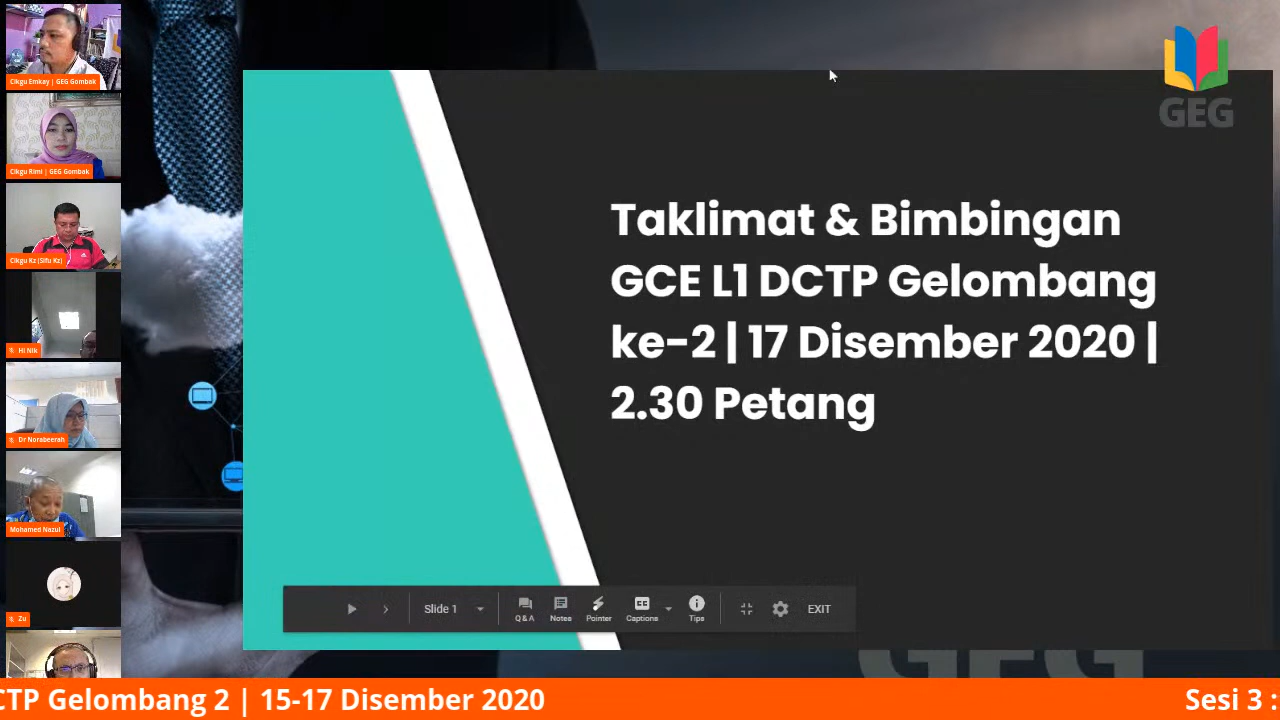 Cikgu Emkay | GEG Gombak
Cikgu Rimi | GEG Gombak
Cikgu Kz (Sifu Kz)
Hi Nik
Dr Norabeerah
Mohamed Nazul
Zu
GEG
Taklimat & Bimbingan
GCE L1 DCTP Gelombang
ke-2 | 17 Disember 2020 |
2.30 Petang
Slide 1
Q&A
Notes
Pointer
CC
Captions
Tips
EXIT
GEG
CTP Gelombang 2 | 15-17 Disember 2020
Sesi 3 :